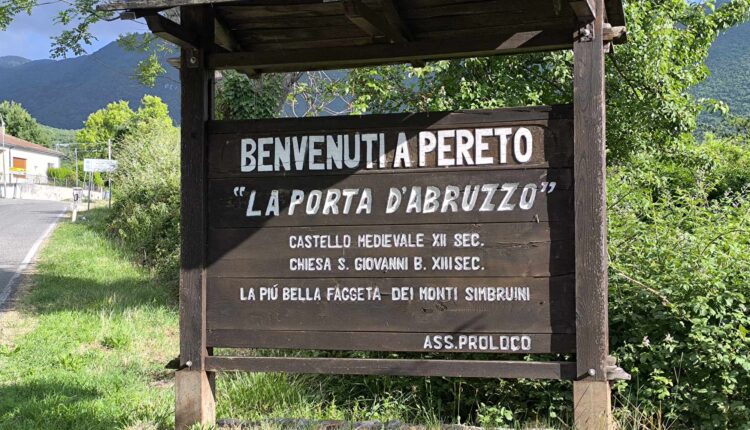 BENVENUTI A PERETO
"LA PORTA D'ABRUZZO"
CASTELLO MEDIEVALE XII SEC.
CHIESA S. GIOVANNI B. XIII SEC.
LA PIÚ BELLA FAGGETA DEI MONTI SIMBRUINI
ASS. PROLOCO